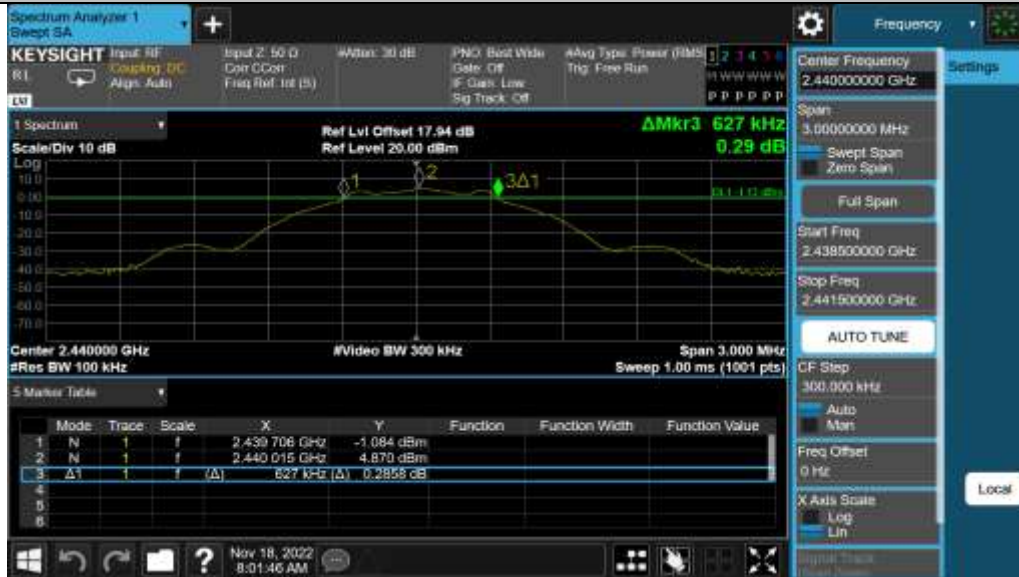 Spectrum Analyzer 1
Swept SA
+
Frequency
KEYSIGHT
RL
LXI
Input: RF
Coupling: DC
Align: Auto
Input Z: 50 Ω
Corr CCorr
Freq Ref: Int (S)
#Atten: 30 dB
PNO: Best Wide
Gate: Off
IF Gain: Low
Sig Track: Off
#Avg Type: Power (RMS
Trig: Free Run
1 2 3 4 5 6
M W W W W W
P P P P P P
Center Frequency
2.440000000 GHz
Settings
Span
3.00000000 MHz
Swept Span
Zero Span
Full Span
Start Freq
2.438500000 GHz
Stop Freq
2.441500000 GHz
AUTO TUNE
CF Step
300.000 kHz
Auto
Man
Freq Offset
0 Hz
X Axis Scale
Log
Lin
Signal Track
Local
1 Spectrum
Scale/Div 10 dB
Ref Lvl Offset 17.94 dB
Ref Level 20.00 dBm
ΔMkr3 627 kHz
0.29 dB
Log
10.0
0.00
-10.0
-20.0
-30.0
-40.0
-50.0
-60.0
-70.0
1
2
3Δ1
Center 2.440000 GHz
#Res BW 100 kHz
#Video BW 300 kHz
Span 3.000 MHz
Sweep 1.00 ms (1001 pts)
5 Marker Table
Mode Trace Scale X Y Function Function Width Function Value
1 N 1 f 2.439 706 GHz -1.084 dBm
2 N 1 f 2.440 015 GHz 4.870 dBm
3 Δ1 1 f (Δ) 627 kHz (Δ) 0.2858 dB
4
5
6
?
Nov 18, 2022
8:01:46 AM